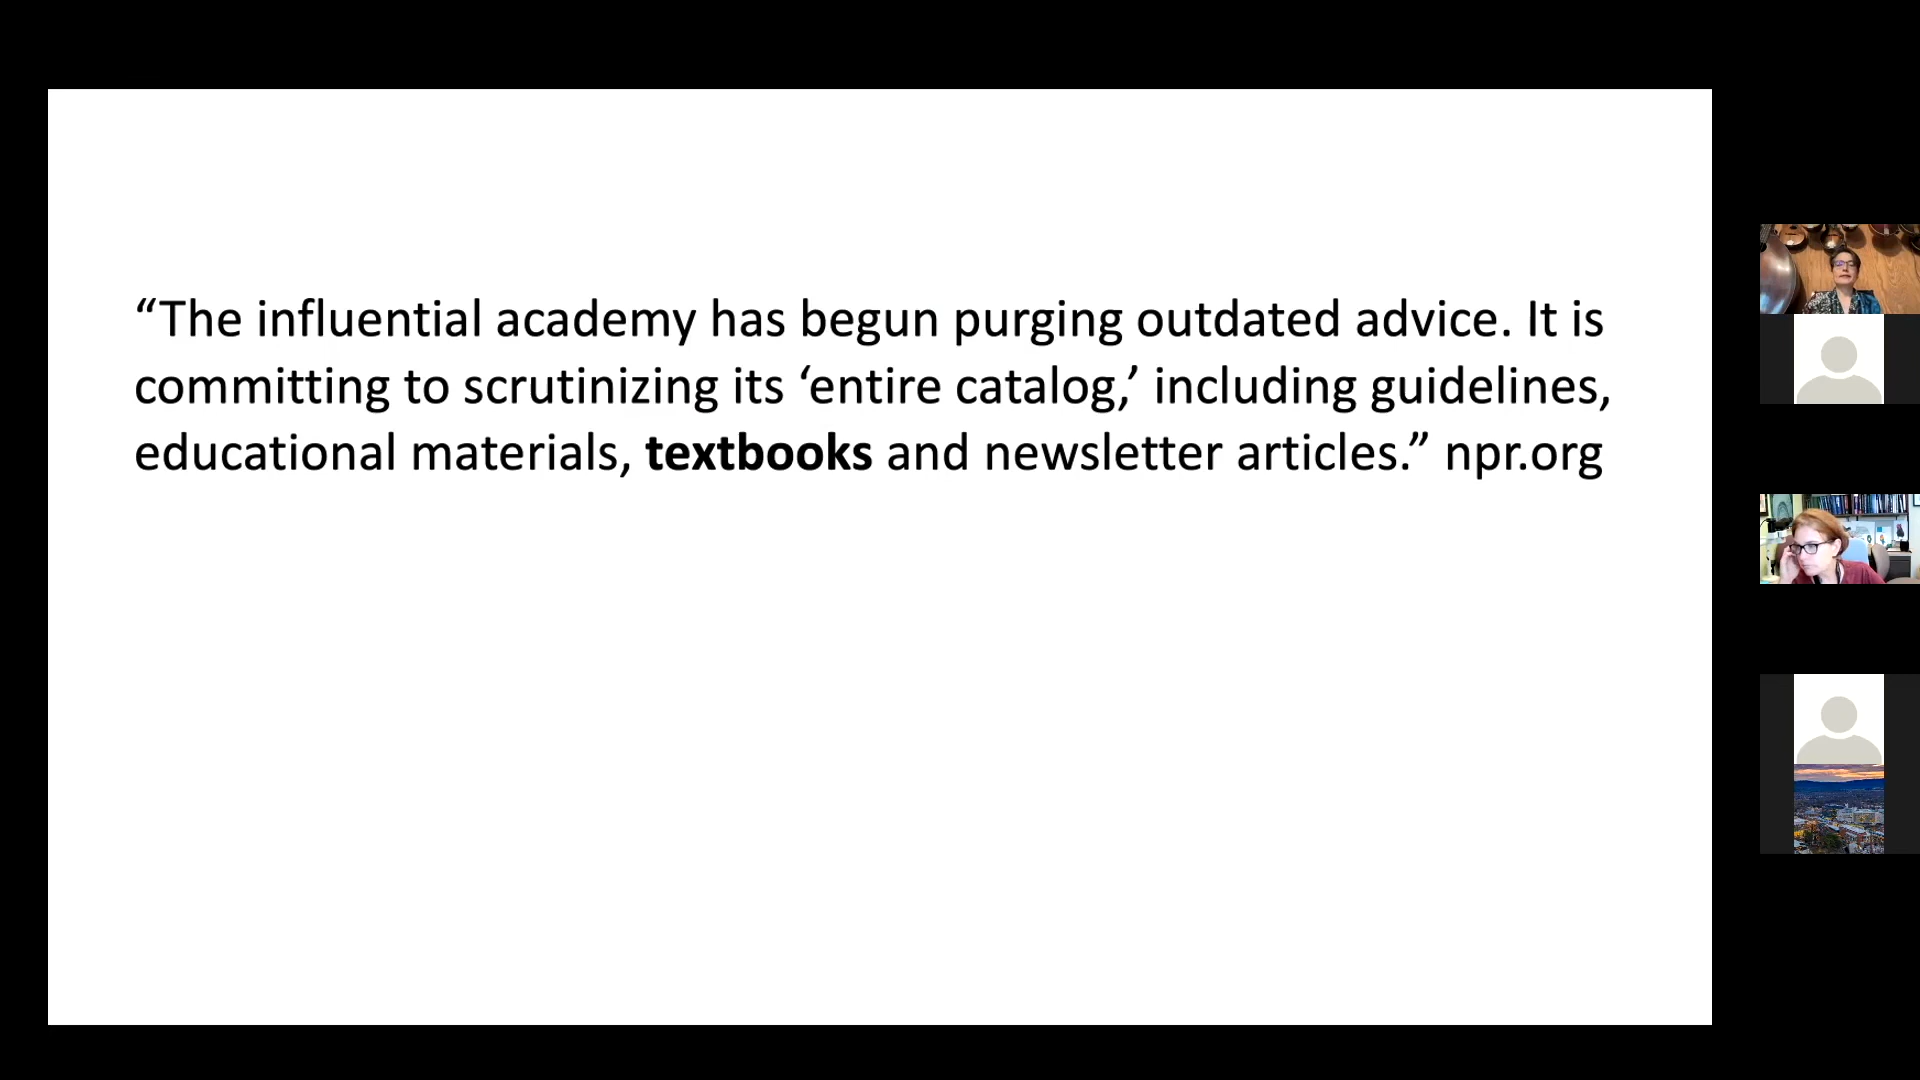 “The influential academy has begun purging outdated advice. It is
committing to scrutinizing its ‘entire catalog,’ including guidelines,
educational materials, textbooks and newsletter articles.” npr.org